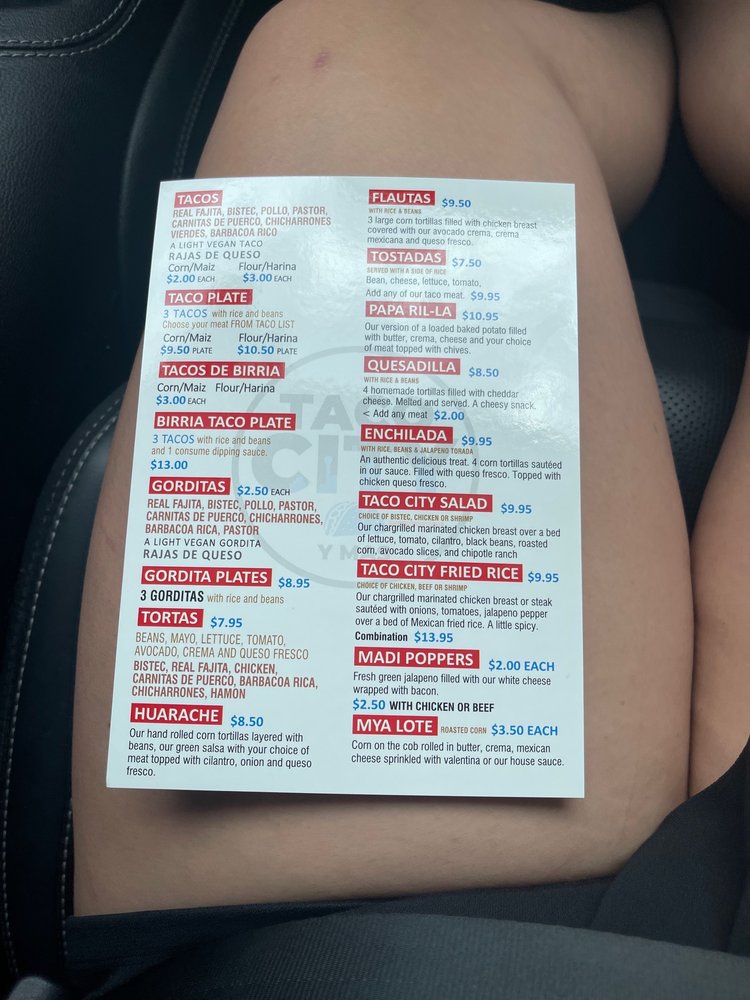 TACOS
REAL FAJITA, BISTEC, POLLO, PASTOR,
CARNITAS DE PUERCO, CHICHARRONES
VIERDES, BARBACOA RICO
A LIGHT VEGAN TACO
RAJAS DE QUESO
Corn/Maiz Flour/Harina
$2.00 EACH $3.00 EACH
TACO PLATE
3 TACOS with rice and beans
Choose your meat FROM TACO LIST
Corn/Maiz Flour/Harina
$9.50 PLATE $10.50 PLATE
TACOS DE BIRRIA
Corn/Maiz Flour/Harina
$3.00 EACH
BIRRIA TACO PLATE
3 TACOS with rice and beans
and 1 consume dipping sauce.
$13.00
GORDITAS $2.50 EACH
REAL FAJITA, BISTEC, POLLO, PASTOR,
CARNITAS DE PUERCO, CHICHARRONES,
BARBACOA RICA, PASTOR
A LIGHT VEGAN GORDITA
RAJAS DE QUESO
GORDITA PLATES $8.95
3 GORDITAS with rice and beans
TORTAS $7.95
BEANS, MAYO, LETTUCE, TOMATO,
AVOCADO, CREMA AND QUESO FRESCO
BISTEC, REAL FAJITA, CHICKEN,
CARNITAS DE PUERCO, BARBACOA RICA,
CHICHARRONES, HAMON
HUARACHE $8.50
Our hand rolled corn tortillas layered with
beans, our green salsa with your choice of
meat topped with cilantro, onion and queso
fresco.
FLAUTAS $9.50
WITH RICE & BEANS
3 large corn tortillas filled with chicken breast
covered with our avocado crema, crema
mexicana and queso fresco.
TOSTADAS $7.50
SERVED WITH A SIDE OF RICE
Bean, cheese, lettuce, tomato,
Add any of our taco meat. $9.95
PAPA RIL-LA $10.95
Our version of a loaded baked potato filled
with butter, crema, cheese and your choice
of meat topped with chives.
QUESADILLA $8.50
WITH RICE & BEANS
4 homemade tortillas filled with cheddar
cheese. Melted and served. A cheesy snack.
< Add any meat $2.00
ENCHILADA $9.95
WITH RICE, BEANS & JALAPENO TORADA
An authentic delicious treat. 4 corn tortillas sautéed
in our sauce. Filled with queso fresco. Topped with
chicken queso fresco.
TACO CITY SALAD $9.95
CHOICE OF BISTEC, CHICKEN OR SHRIMP
Our chargrilled marinated chicken breast over a bed
of lettuce, tomato, cilantro, black beans, roasted
corn, avocado slices, and chipotle ranch
TACO CITY FRIED RICE $9.95
CHOICE OF CHICKEN, BEEF OR SHRIMP
Our chargrilled marinated chicken breast or steak
sautéed with onions, tomatoes, jalapeno pepper
over a bed of Mexican fried rice. A little spicy.
Combination $13.95
MADI POPPERS $2.00 EACH
Fresh green jalapeno filled with our white cheese
wrapped with bacon.
$2.50 WITH CHICKEN OR BEEF
MYA LOTE ROASTED CORN $3.50 EACH
Corn on the cob rolled in butter, crema, mexican
cheese sprinkled with valentina or our house sauce.